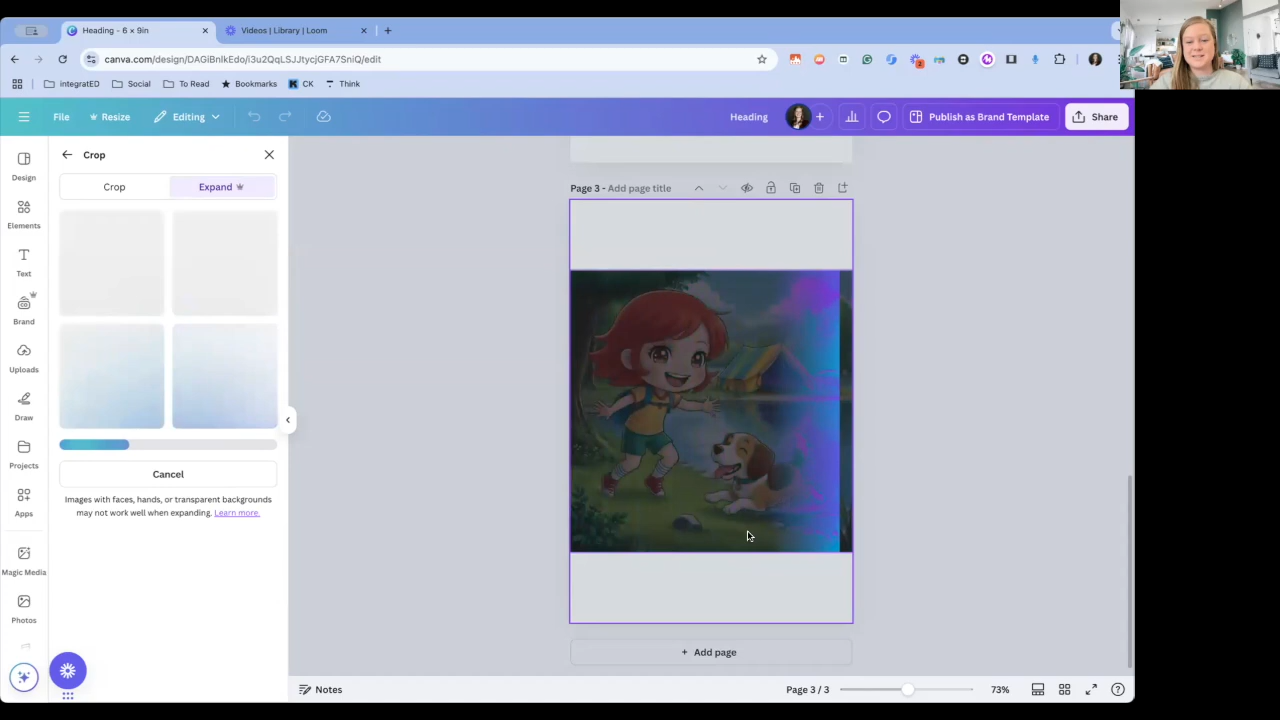 Heading - 6 × 9in
Videos | Library | Loom
canva.com/design/DAGiBnIkEdo/i3u2QqLSJJtycjGFA7SniQ/edit
integratED
Social
To Read
Bookmarks
K CK
Think
File
Resize
Editing
Heading
Publish as Brand Template
Share
Design
Elements
Text
Brand
Uploads
Draw
Projects
Apps
Magic Media
Photos
Crop
Crop
Expand
Cancel
Images with faces, hands, or transparent backgrounds
may not work well when expanding. Learn more.
Page 3 - Add page title
+ Add page
Notes
Page 3 / 3
73%